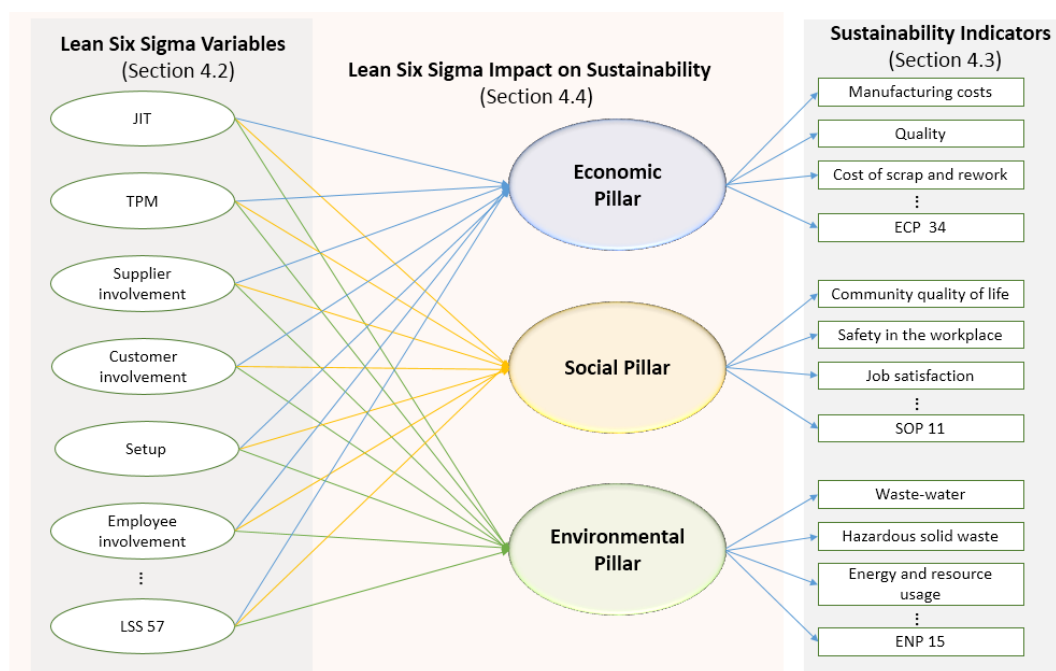 Lean Six Sigma Variables
(Section 4.2)
JIT
TPM
Supplier
involvement
Customer
involvement
Setup
Employee
involvement
⋮
LSS 57
Lean Six Sigma Impact on Sustainability
(Section 4.4)
Economic
Pillar
Social Pillar
Environmental
Pillar
Sustainability Indicators
(Section 4.3)
Manufacturing costs
Quality
Cost of scrap and rework
⋮
ECP 34
Community quality of life
Safety in the workplace
Job satisfaction
⋮
SOP 11
Waste-water
Hazardous solid waste
Energy and resource
usage
⋮
ENP 15